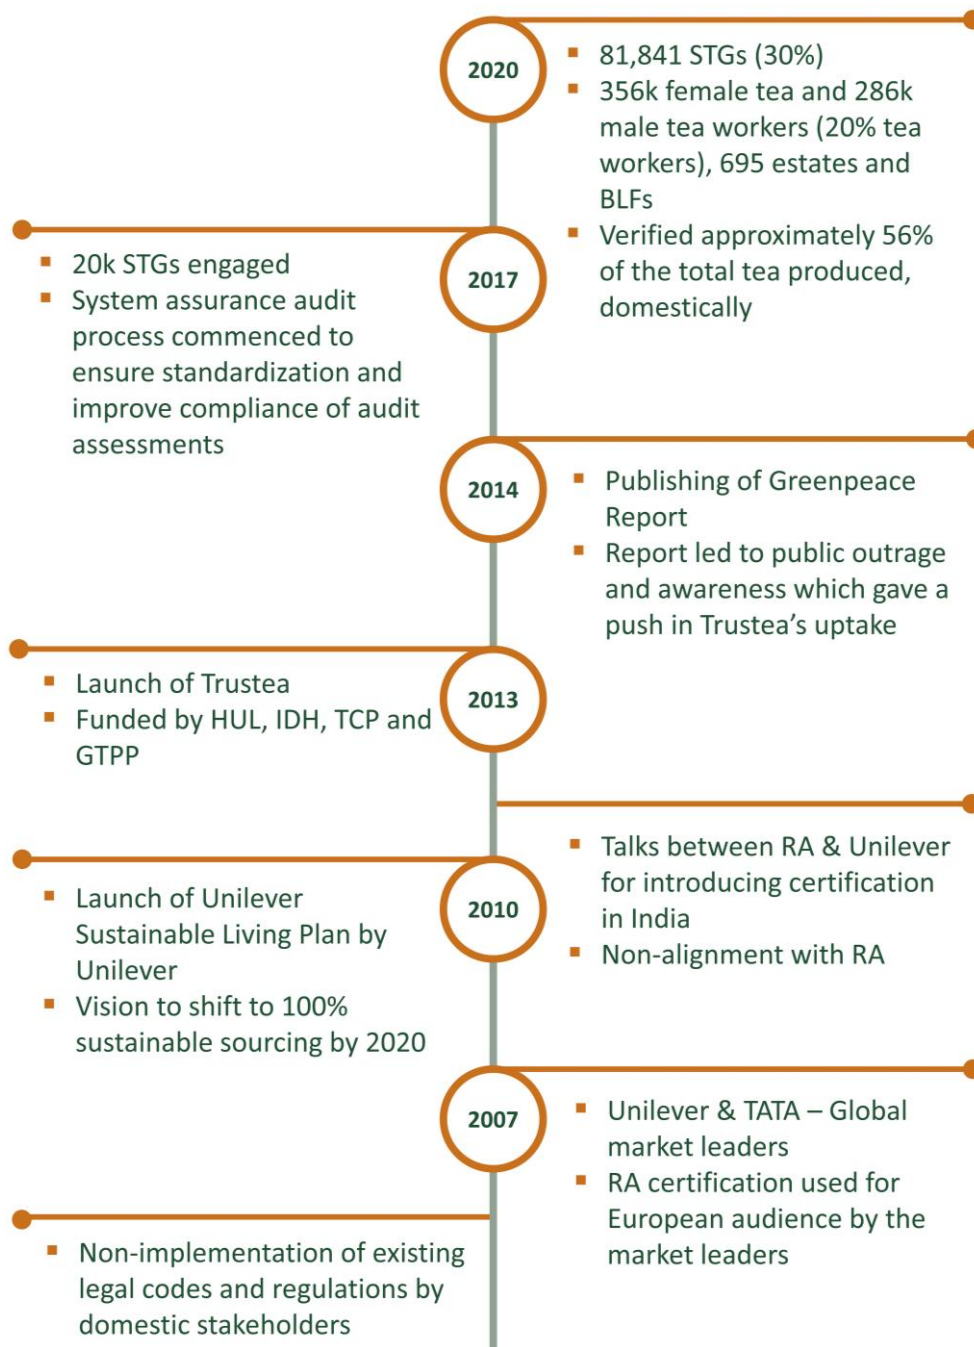 2020
▪ 81,841 STGs (30%)
▪ 356k female tea and 286k
male tea workers (20% tea
workers), 695 estates and
BLFs
▪ Verified approximately 56%
of the total tea produced,
domestically
2017
▪ 20k STGs engaged
▪ System assurance audit
process commenced to
ensure standardization and
improve compliance of audit
assessments
2014
▪ Publishing of Greenpeace
Report
▪ Report led to public outrage
and awareness which gave a
push in Trustea’s uptake
2013
▪ Launch of Trustea
▪ Funded by HUL, IDH, TCP and
GTPP
▪ Talks between RA & Unilever
for introducing certification
in India
▪ Non-alignment with RA
2010
▪ Launch of Unilever
Sustainable Living Plan by
Unilever
▪ Vision to shift to 100%
sustainable sourcing by 2020
2007
▪ Unilever & TATA – Global
market leaders
▪ RA certification used for
European audience by the
market leaders
▪ Non-implementation of existing
legal codes and regulations by
domestic stakeholders